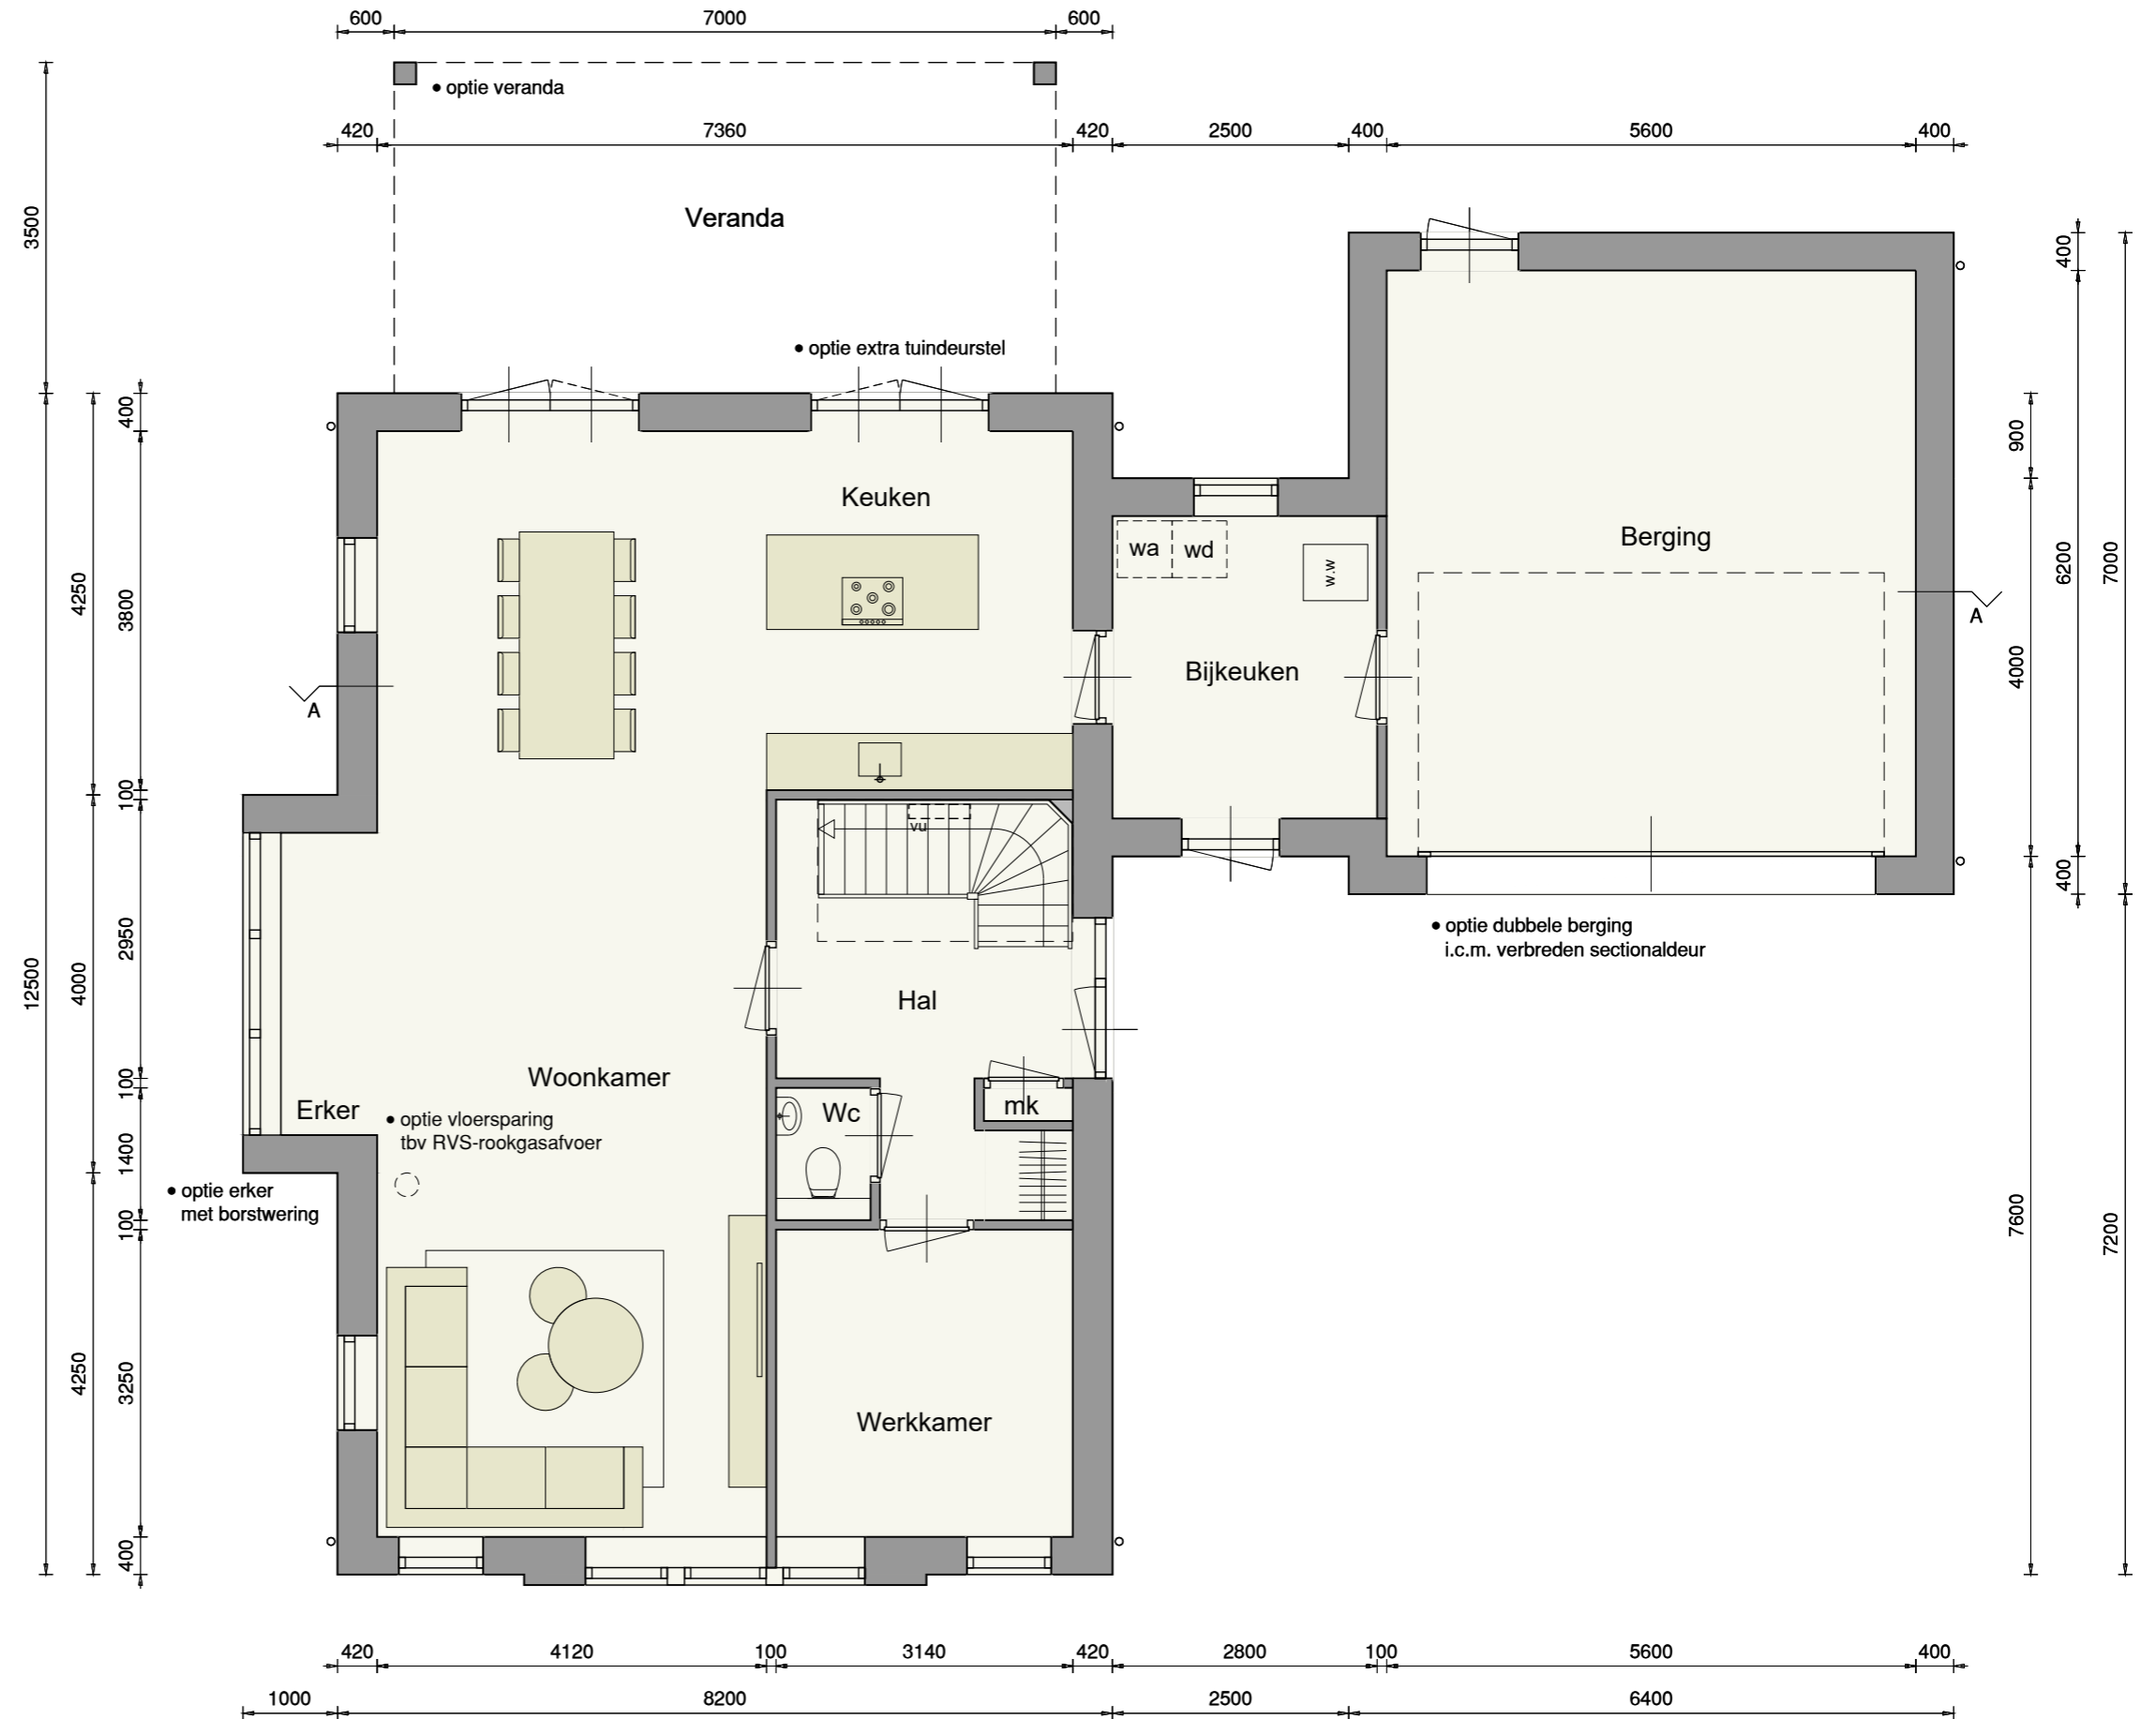 600 7000 600
• optie veranda
420 7360 420 2500 400 5600 400
3500
Veranda
• optie extra tuindeurstel
400
400
900
Keuken
Berging
wa wd
w.w
4250
3800
6200
7000
4000
Bijkeuken
A
A
100
vu
400
• optie dubbele berging
i.c.m. verbreden sectionaldeur
12500
4000
2950
Hal
Woonkamer
100
Erker
Wc
mk
• optie vloersparing
tbv RVS-rookgasafvoer
1400
• optie erker
met borstwering
100
7600
7200
4250
3250
Werkkamer
400
420 4120 100 3140 420 2800 100 5600 400
1000 8200 2500 6400